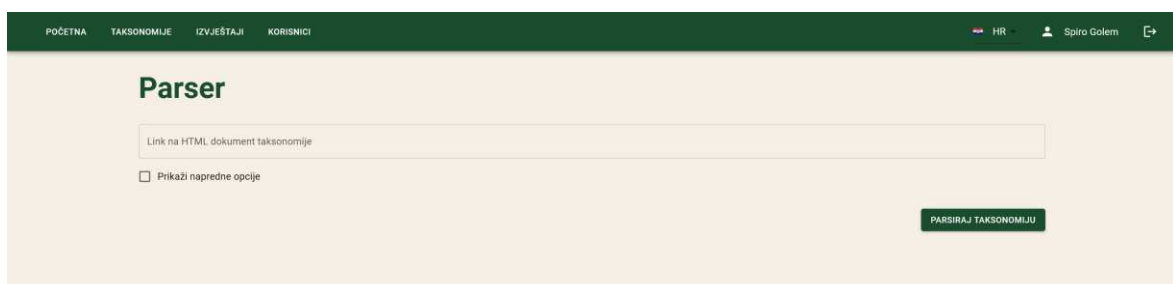 POČETNA TAKSONOMIJE IZVJEŠTAJI KORISNICI HR Spiro Golem
Parser
Link na HTML dokument taksonomije
Prikaži napredne opcije
PARSIRAJ TAKSONOMIJU